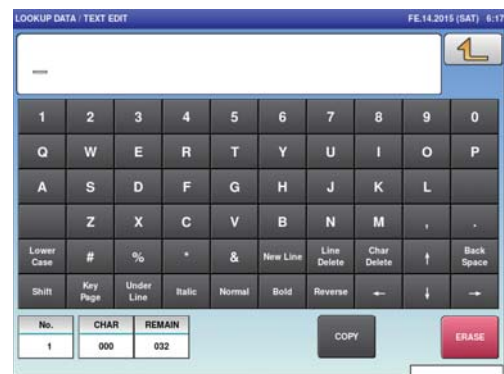 LOOKUP DATA / TEXT EDIT FE.14.2015 (SAT) 6:17
1 2 3 4 5 6 7 8 9 0
Q W E R T Y U I O P
A S D F G H J K L
Z X C V B N M , .
Lower Case # % * & New Line Line Delete Char Delete ↑ Back Space
Shift Key Page Under Line Italic Normal Bold Reverse ← ↓ →
No. CHAR REMAIN
1 000 032
COPY ERASE